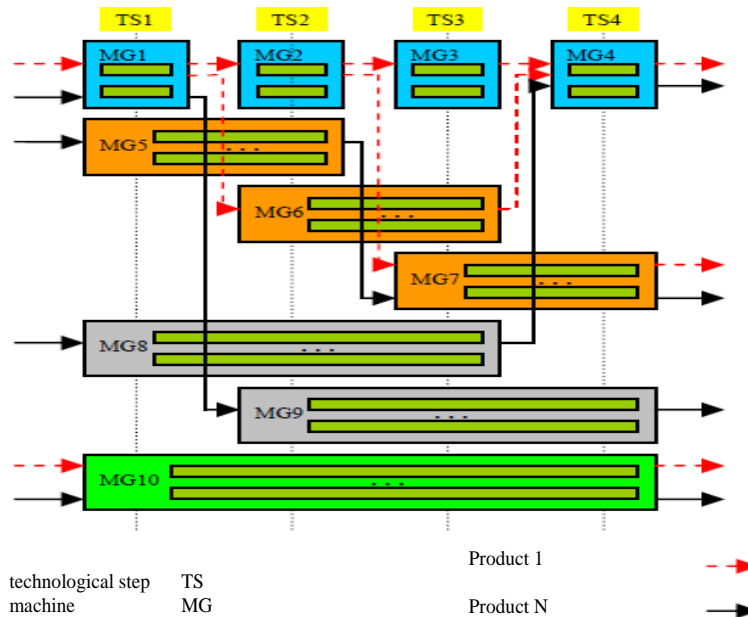 TS1 TS2 TS3 TS4
MG1 MG2 MG3 MG4
MG5
. . .
MG6
. . .
MG7
. . .
MG8
. . .
MG9
. . .
MG10
. . .
Product 1
technological step TS
machine MG Product N